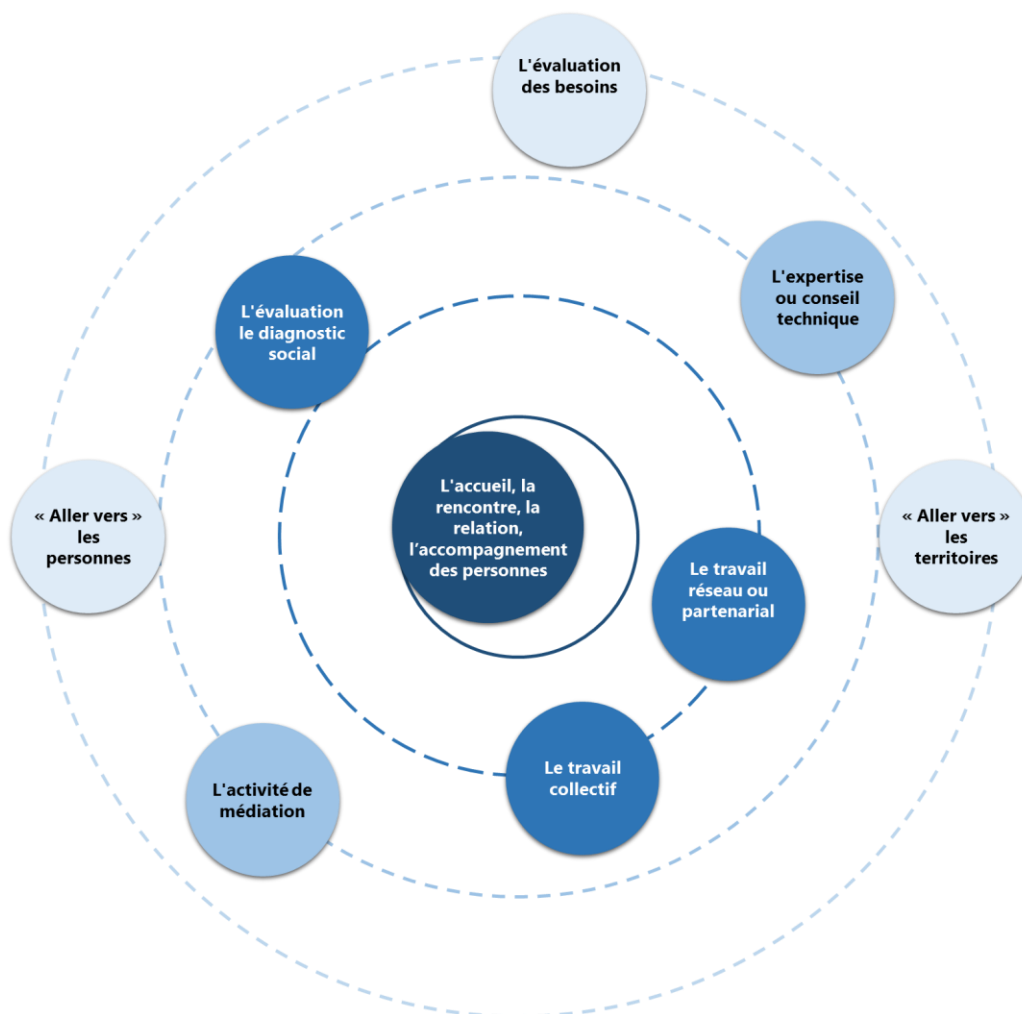 L'évaluation
des besoins
L'expertise
ou conseil
technique
L'évaluation
le diagnostic
social
L'accueil, la
rencontre, la
relation,
l’accompagnement
des personnes
« Aller vers »
les
personnes
« Aller vers »
les
territoires
Le travail
réseau ou
partenarial
Le travail
collectif
L'activité de
médiation